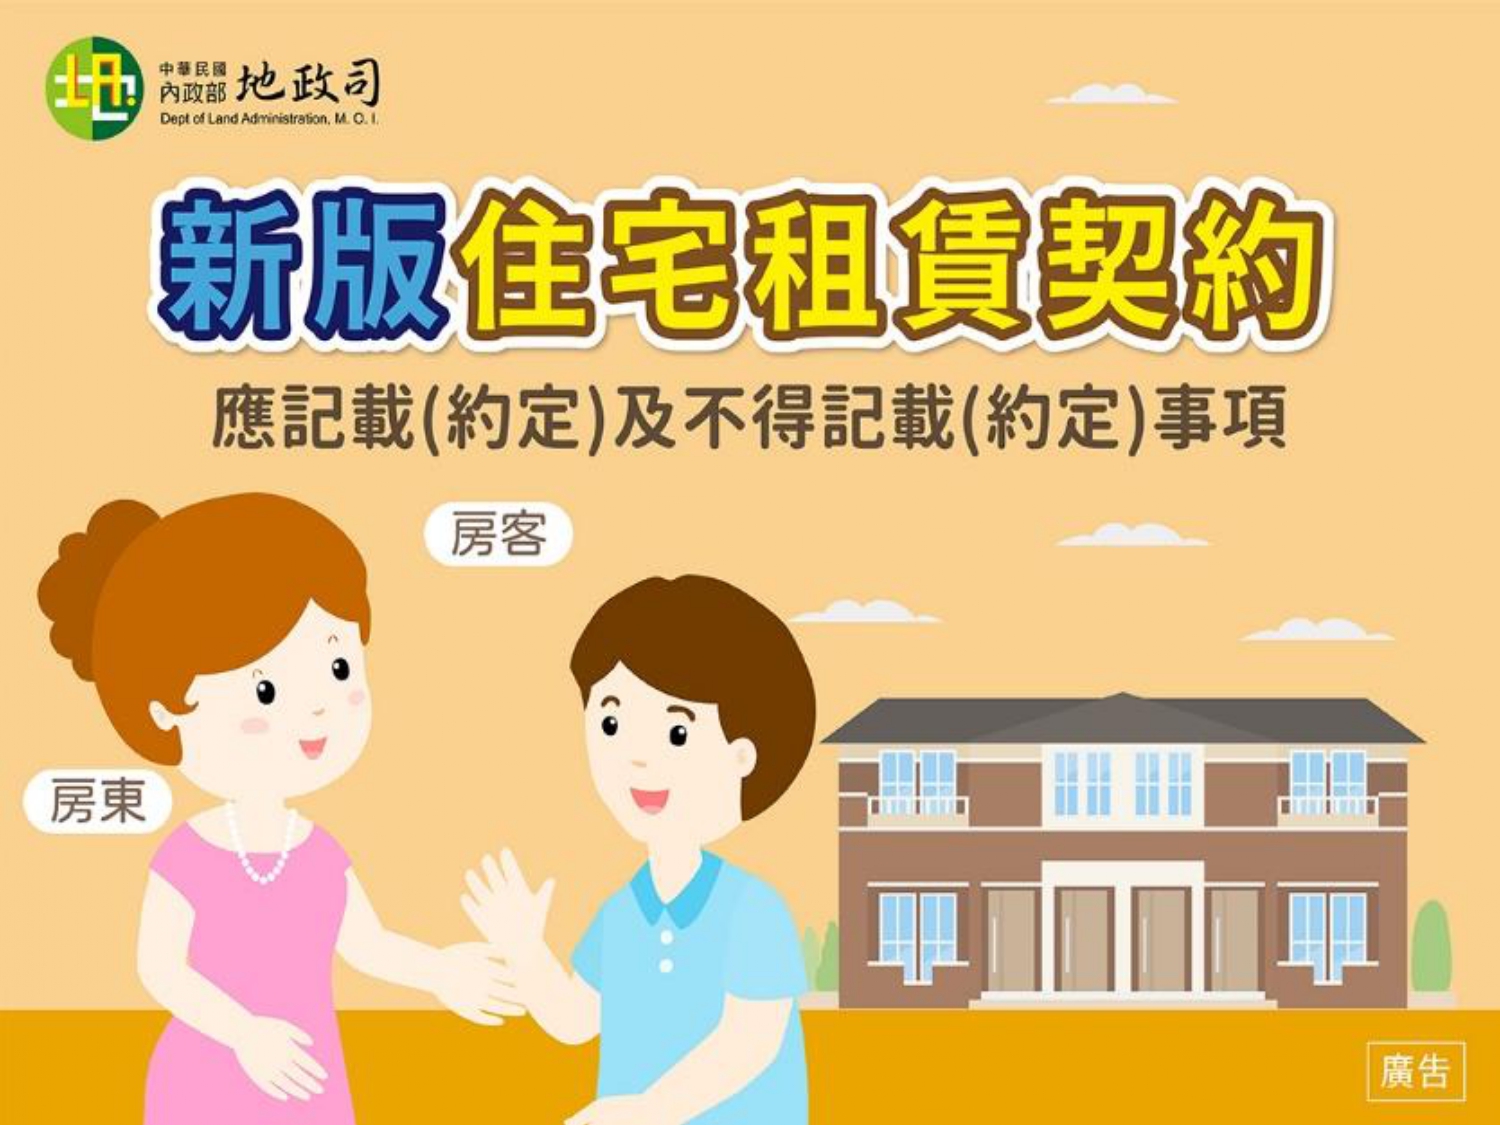 中華民國
內政部 地政司
Dept of Land Administration, M. O. I.
新版住宅租賃契約
應記載(約定)及不得記載(約定)事項
房客
房東
廣告